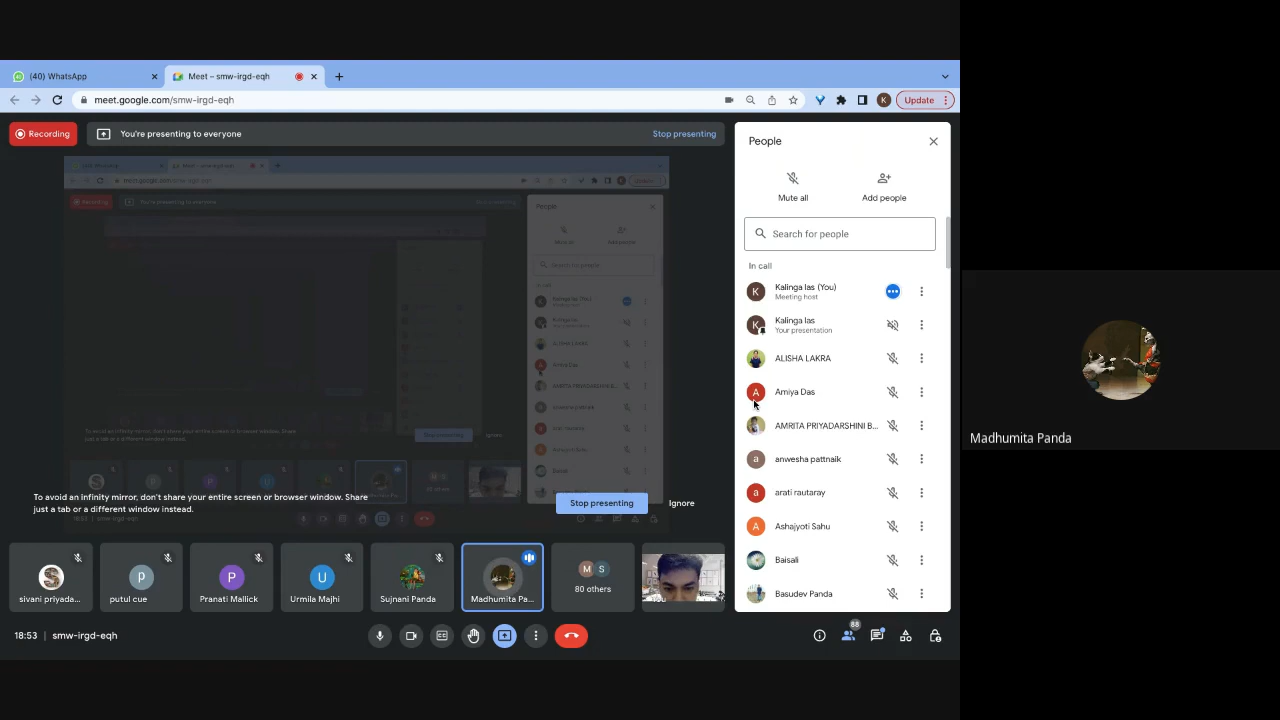 (40) WhatsApp
Meet – smw-irgd-eqh
meet.google.com/smw-irgd-eqh
K
Update
Recording
You're presenting to everyone
Stop presenting
People
Mute all
Add people
Search for people
In call
K
Kalinga Ias (You)
Meeting host
K
Kalinga Ias
Your presentation
ALISHA LAKRA
A
Amiya Das
AMRITA PRIYADARSHINI B...
a
anwesha pattnaik
a
arati rautaray
A
Ashajyoti Sahu
Baisali
Basudev Panda
To avoid an infinity mirror, don't share your entire screen or browser window. Share
just a tab or a different window instead.
Stop presenting
Ignore
S
sivani priyada...
p
putul cue
P
Pranati Mallick
U
Urmila Majhi
Sujnani Panda
Madhumita Pa...
M S
80 others
You
18:53
smw-irgd-eqh
88
Madhumita Panda